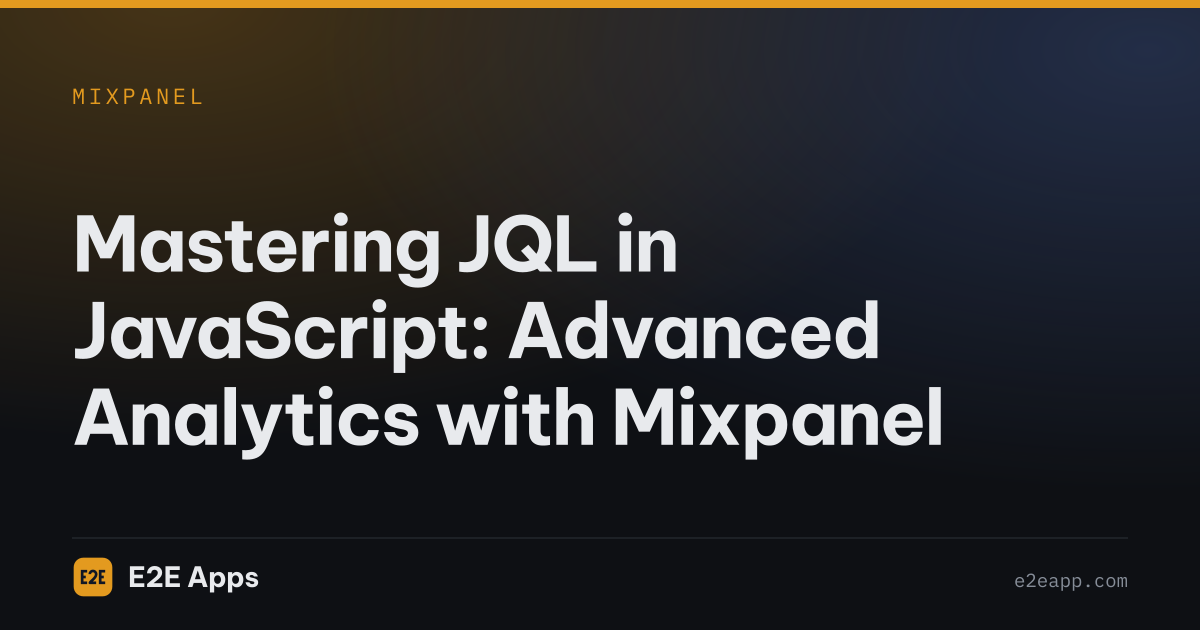 MIXPANEL
Mastering JQL in
JavaScript: Advanced
Analytics with Mixpanel
E2E E2E Apps
e2eapp.com